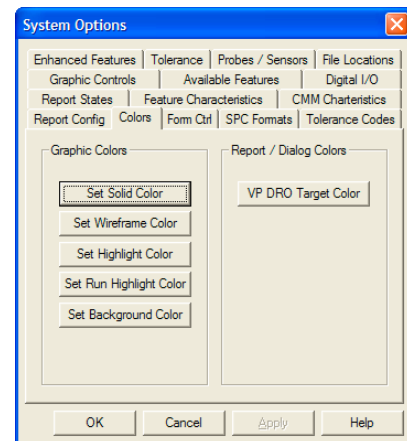 System Options
Enhanced Features Tolerance Probes / Sensors File Locations
Graphic Controls Available Features Digital I/O
Report States Feature Characteristics CMM Charteristics
Report Config Colors Form Ctrl SPC Formats Tolerance Codes
Graphic Colors Report / Dialog Colors
Set Solid Color VP DRO Target Color
Set Wireframe Color
Set Highlight Color
Set Run Highlight Color
Set Background Color
OK Cancel Apply Help